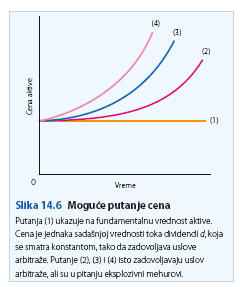 (4)
(3)
(2)
Cena aktive
(1)
0
Vreme
Slika 14.6 Moguće putanje cena
Putanja (1) ukazuje na fundamentalnu vrednost aktive.
Cena je jednaka sadašnjoj vrednosti toka dividendi d, koja
se smatra konstantom, tako da zadovoljava uslove
arbitraže. Putanje (2), (3) i (4) isto zadovoljavaju uslov
arbitraže, ali su u pitanju eksplozivni mehurovi.